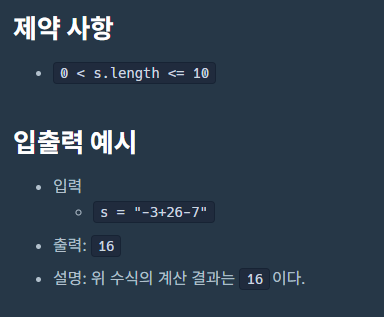 제약 사항
0 < s.length <= 10
입출력 예시
입력
s = "-3+26-7"
출력: 16
설명: 위 수식의 계산 결과는 16 이다.